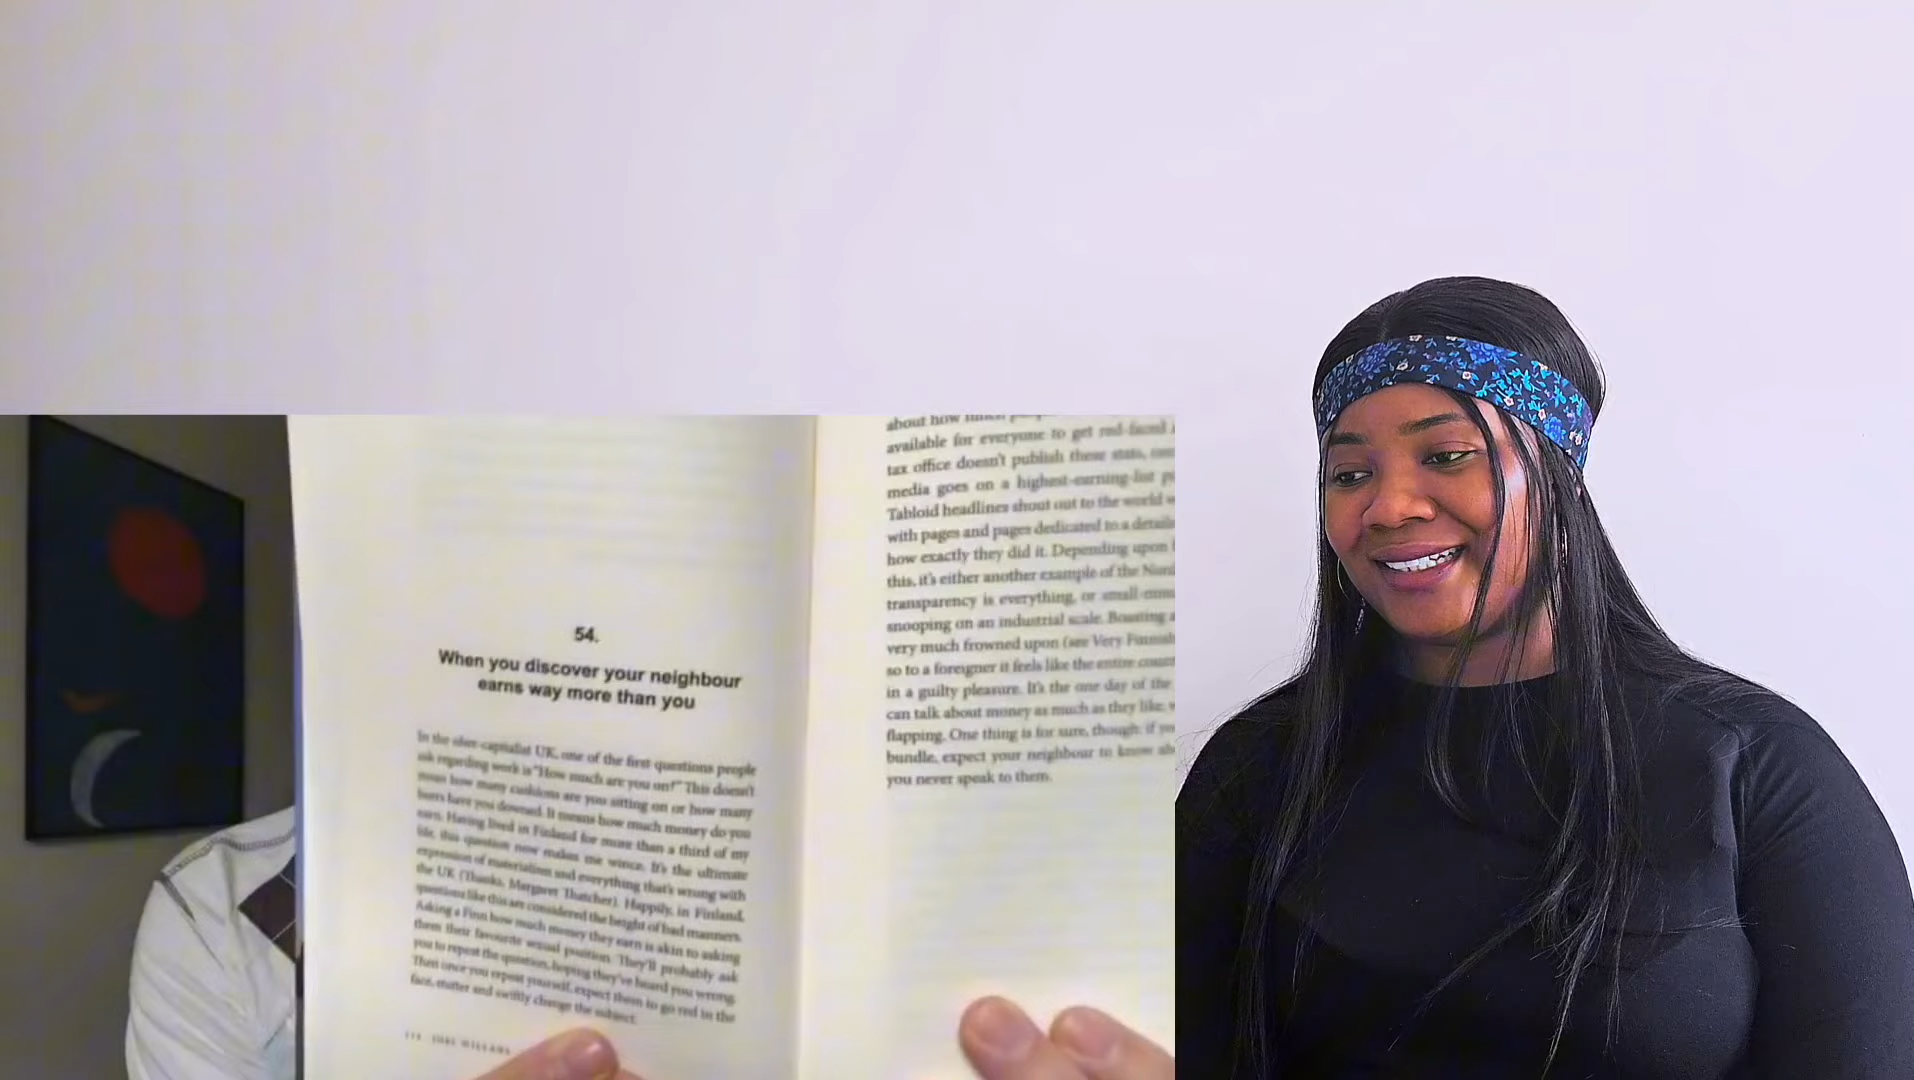 54.
When you discover your neighbour
earns way more than you
In the uber-capitalist UK, one of the first questions people
ask regarding work is "How much are you on?" This doesn't
mean how many cushions are you sitting on or how many
beers have you downed. It means how much money do you
earn. Having lived in Finland for more than a third of my
life, this question now makes me wince. It's the ultimate
expression of materialism and everything that's wrong with
the UK (Thanks, Margaret Thatcher). Happily, in Finland,
questions like this are considered the height of bad manners.
Asking a Finn how much money they earn is akin to asking
them their favourite sexual position. They'll probably ask
you to repeat the question, hoping they've heard you wrong.
Then once you repeat yourself, expect them to go red in the
face, stutter and swiftly change the subject.
JOEL WILLANS
about how much
available for everyone to get red-faced
tax office doesn't publish these stats,
media goes on a highest-earning-list
Tabloid headlines shout out to the world
with pages and pages dedicated to a
how exactly they did it. Depending upon
this, it's either another example of the
transparency is everything, or
snooping on an industrial scale. Boasting
very much frowned upon (see Very Finnish
so to a foreigner it feels like the entire
in a guilty pleasure. It's the one day of the
can talk about money as much as they like,
flapping. One thing is for sure, though: if
bundle, expect your neighbour to know
you never speak to them.